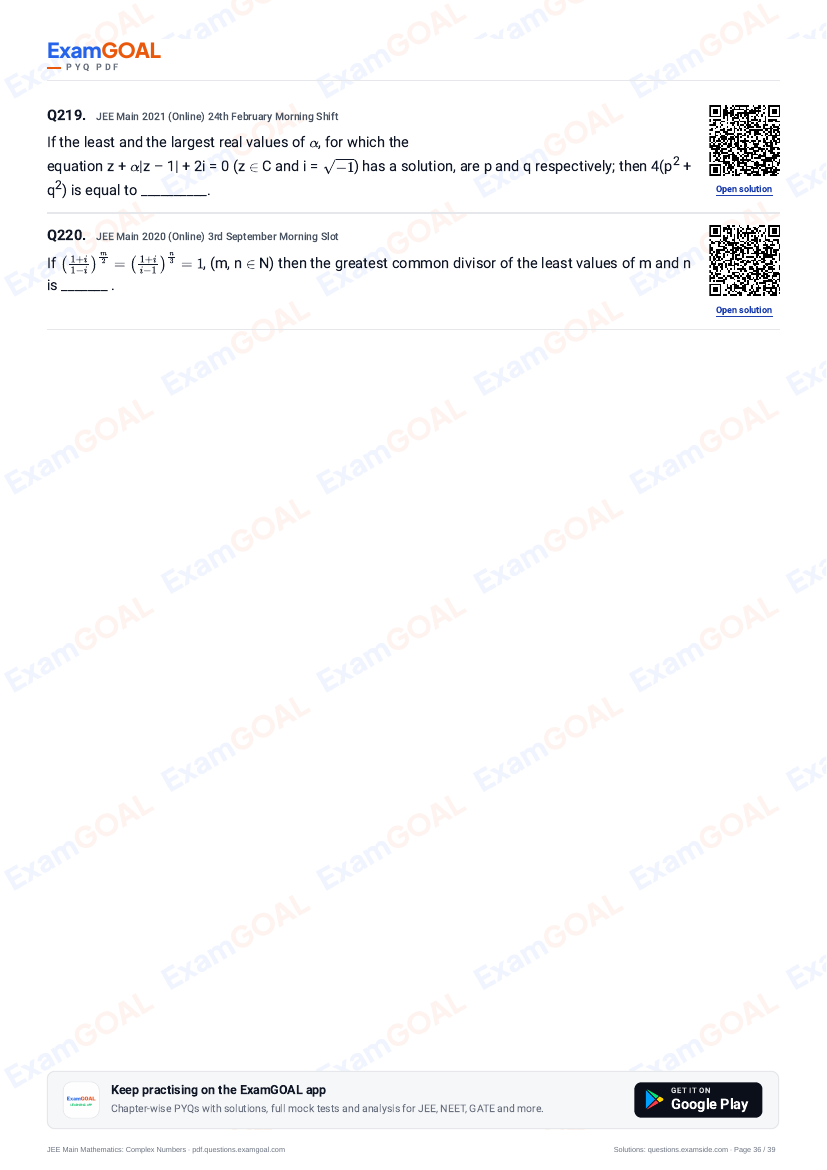 ExamGOAL
PYQ PDF
Q219. JEE Main 2021 (Online) 24th February Morning Shift
If the least and the largest real values of α, for which the
equation z + α|z − 1| + 2i = 0 (z ∈ C and i = √−1) has a solution, are p and q respectively; then 4(p² +
q²) is equal to __________.
Open solution
Q220. JEE Main 2020 (Online) 3rd September Morning Slot
If ((1+i)/(1−i))^(m/2) = ((1+i)/(i−1))^(n/3) = 1, (m, n ∈ N) then the greatest common divisor of the least values of m and n
is _______ .
Open solution
Keep practising on the ExamGOAL app
Chapter-wise PYQs with solutions, full mock tests and analysis for JEE, NEET, GATE and more.
ExamGOAL
GET IT ON
Google Play
JEE Main Mathematics: Complex Numbers · pdf.questions.examgoal.com
Solutions: questions.examside.com · Page 36 / 39